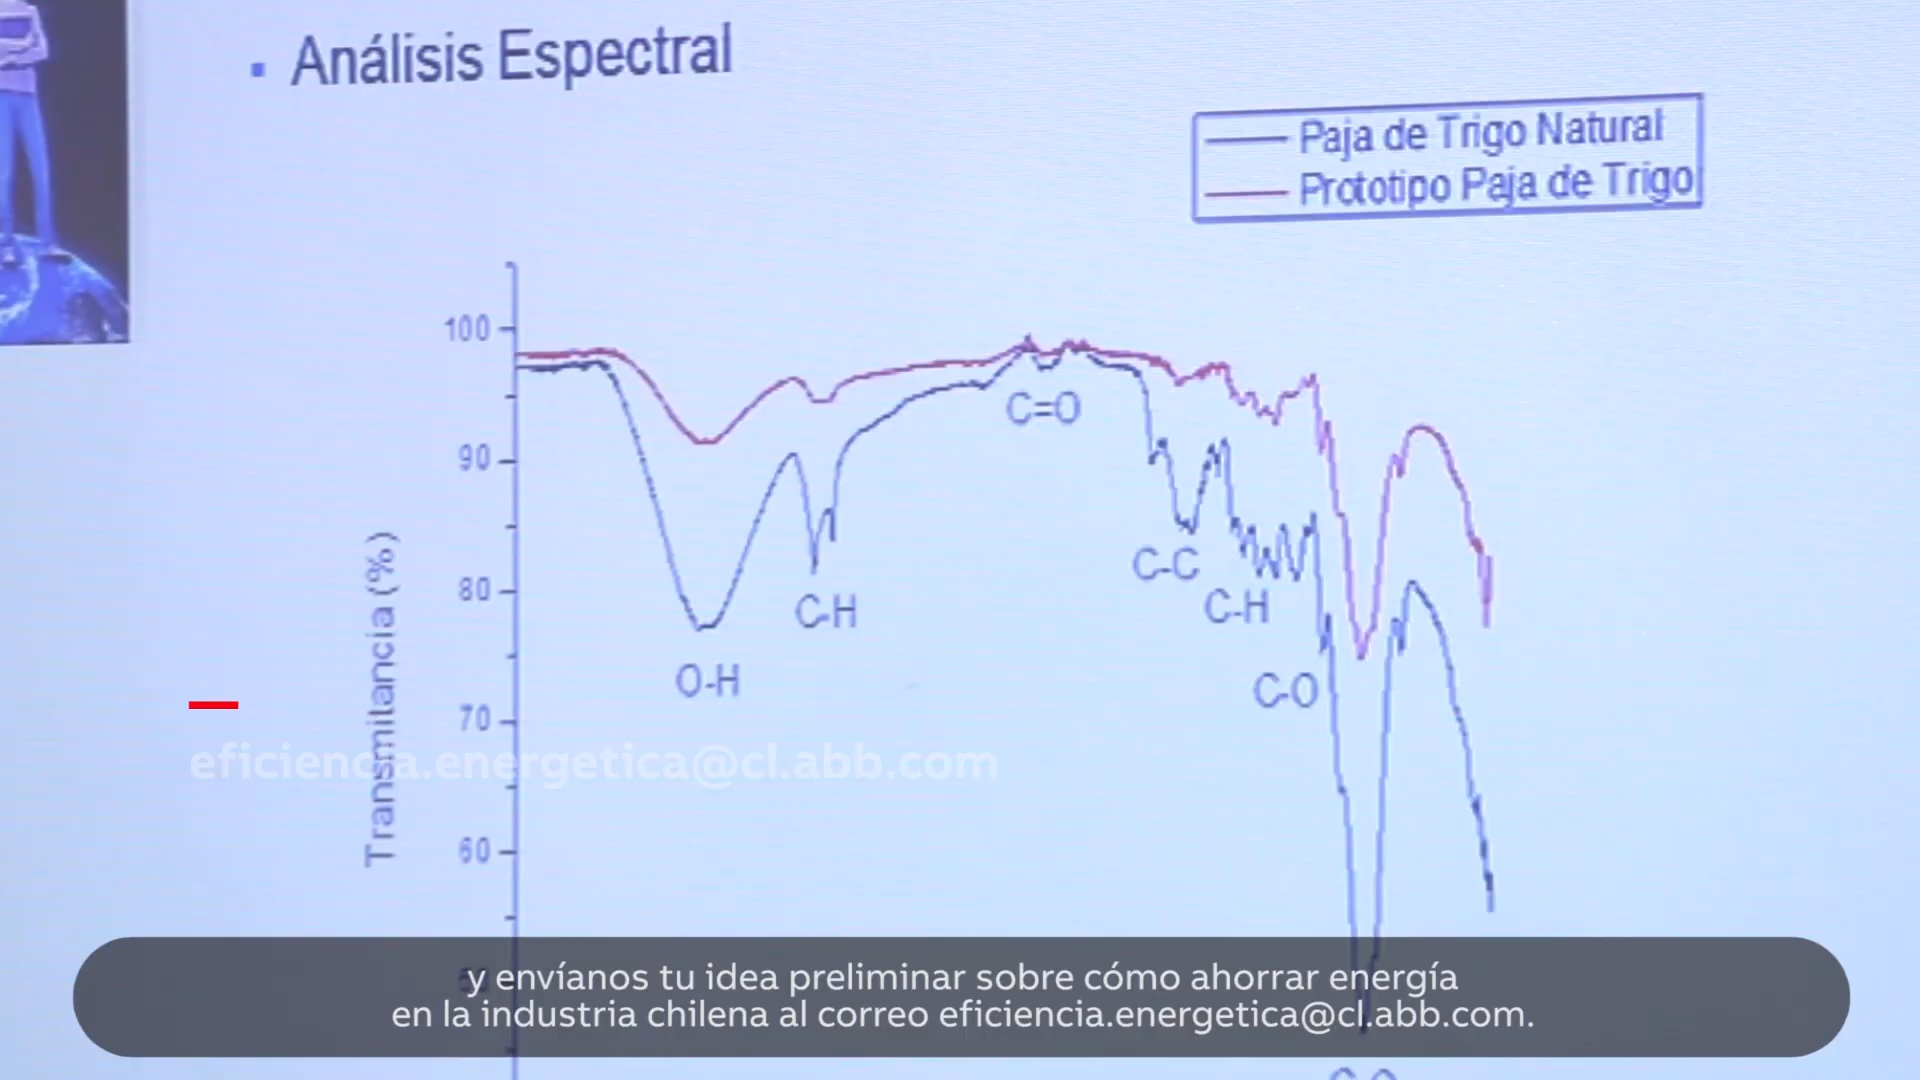 Análisis Espectral
Paja de Trigo Natural
Prototipo Paja de Trigo
100
90
80
70
60
Transmitancia (%)
O-H
C-H
C=O
C-C
C-H
C-O
eficiencia.energetica@cl.abb.com
y envíanos tu idea preliminar sobre cómo ahorrar energía
en la industria chilena al correo eficiencia.energetica@cl.abb.com.